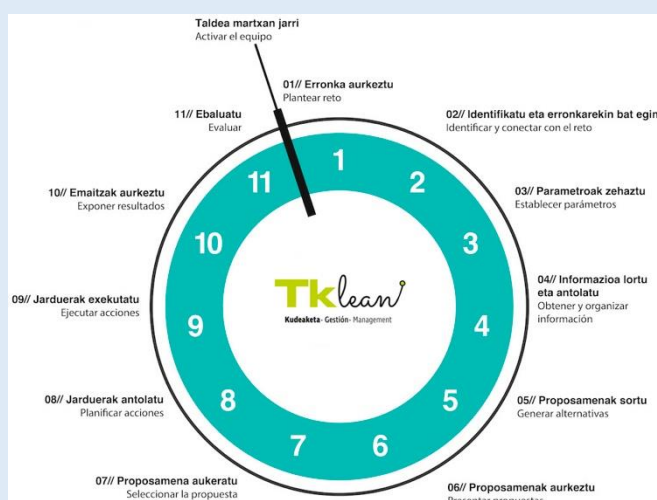 Taldea martxan jarri
Activar el equipo
01// Erronka aurkeztu
Plantear reto
02// Identifikatu eta erronkarekin bat egin
Identificar y conectar con el reto
03// Parametroak zehaztu
Establecer parámetros
04// Informazioa lortu
eta antolatu
Obtener y organizar
información
05// Proposamenak sortu
Generar alternativas
06// Proposamenak aurkeztu
Presentar propuestas
07// Proposamena aukeratu
Seleccionar la propuesta
08// Jarduerak antolatu
Planificar acciones
09// Jarduerak exekutatu
Ejecutar acciones
10// Emaitzak aurkeztu
Exponer resultados
11// Ebaluatu
Evaluar
1
2
3
4
5
6
7
8
9
10
11
Tklean
Kudeaketa - Gestión - Management